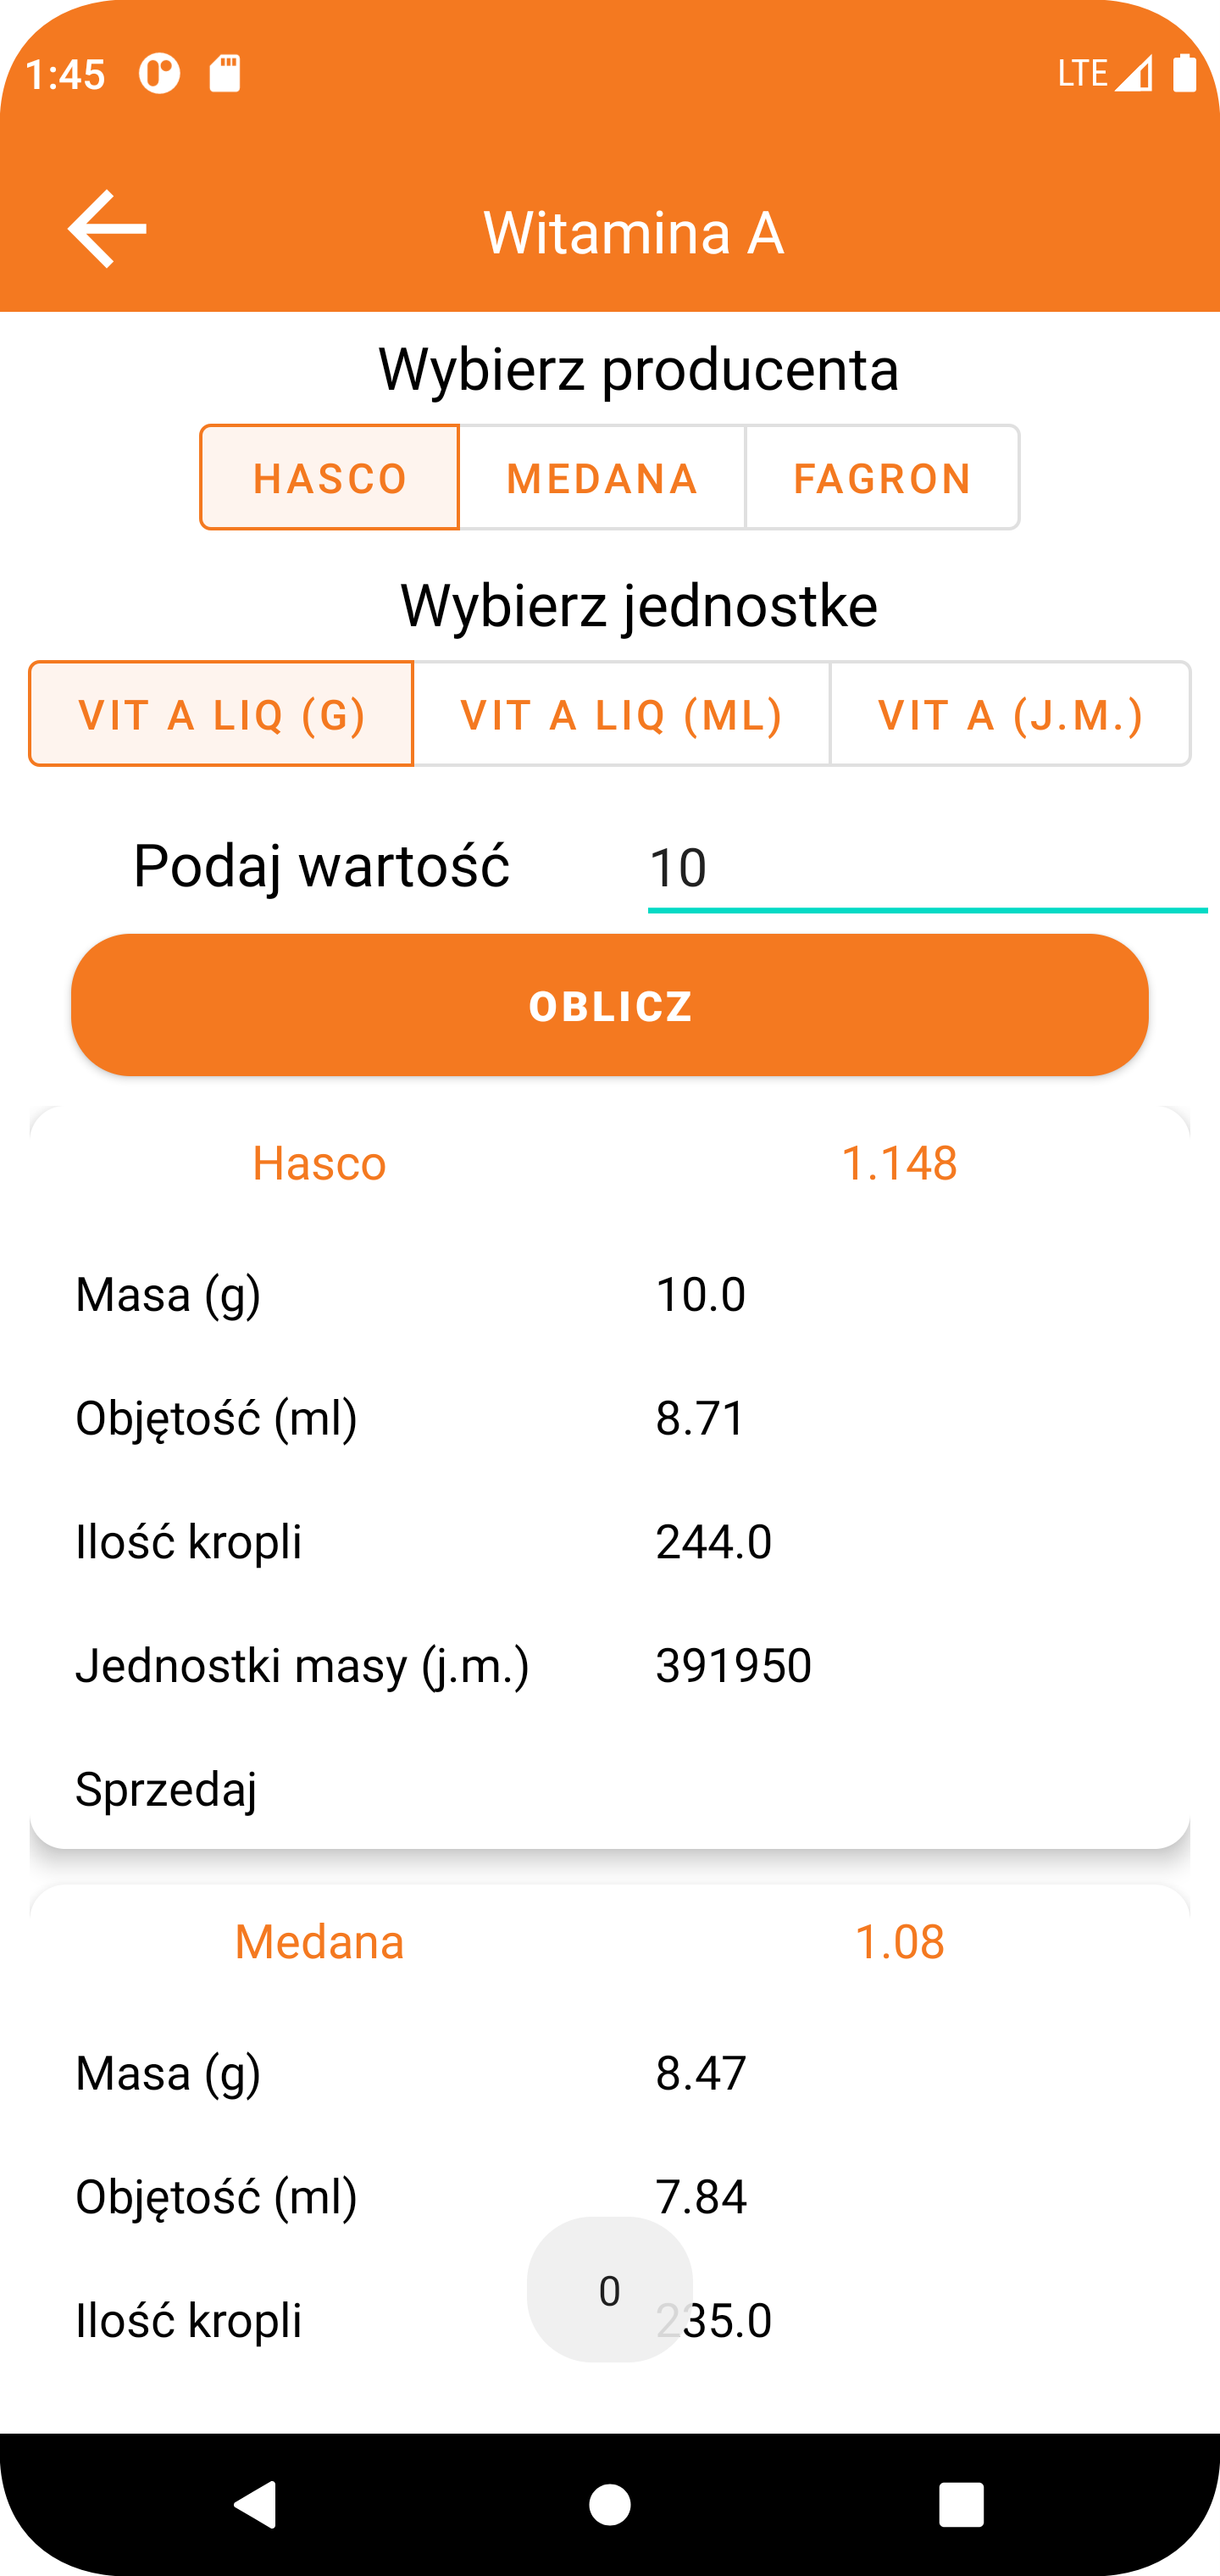 1:45 LTE
Witamina A
Wybierz producenta
HASCO MEDANA FAGRON
Wybierz jednostke
VIT A LIQ (G) VIT A LIQ (ML) VIT A (J.M.)
Podaj wartość 10
OBLICZ
Hasco 1.148
Masa (g) 10.0
Objętość (ml) 8.71
Ilość kropli 244.0
Jednostki masy (j.m.) 391950
Sprzedaj
Medana 1.08
Masa (g) 8.47
Objętość (ml) 7.84
0
Ilość kropli 235.0